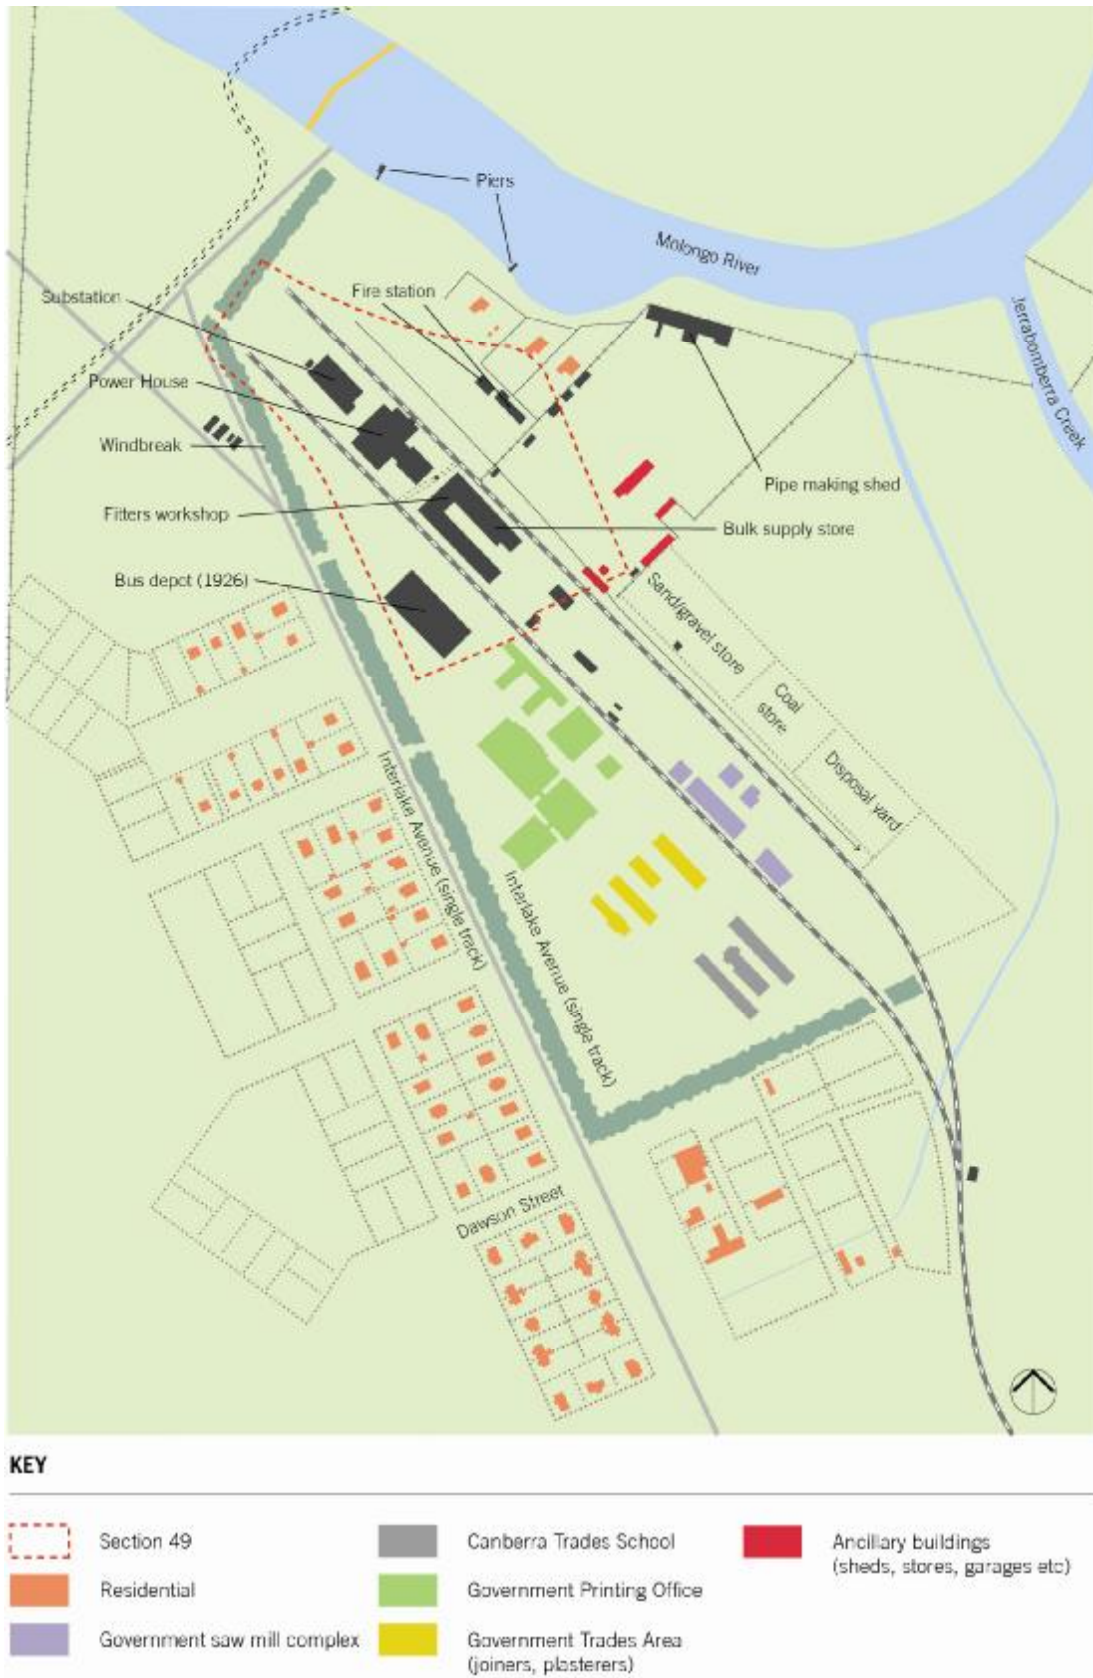 Piers
Molongo River
Substation
Fire station
Jerrabomberra Creek
Power House
Windbreak
Pipe making shed
Fitters workshop
Bulk supply store
Bus depot (1926)
Sand/gravel store
Coal
store
Disposal yard
Interlake Avenue (single track)
Interlake Avenue (single track)
Dawson Street
KEY
Section 49
Residential
Government saw mill complex
Canberra Trades School
Government Printing Office
Government Trades Area
(joiners, plasterers)
Ancillary buildings
(sheds, stores, garages etc)